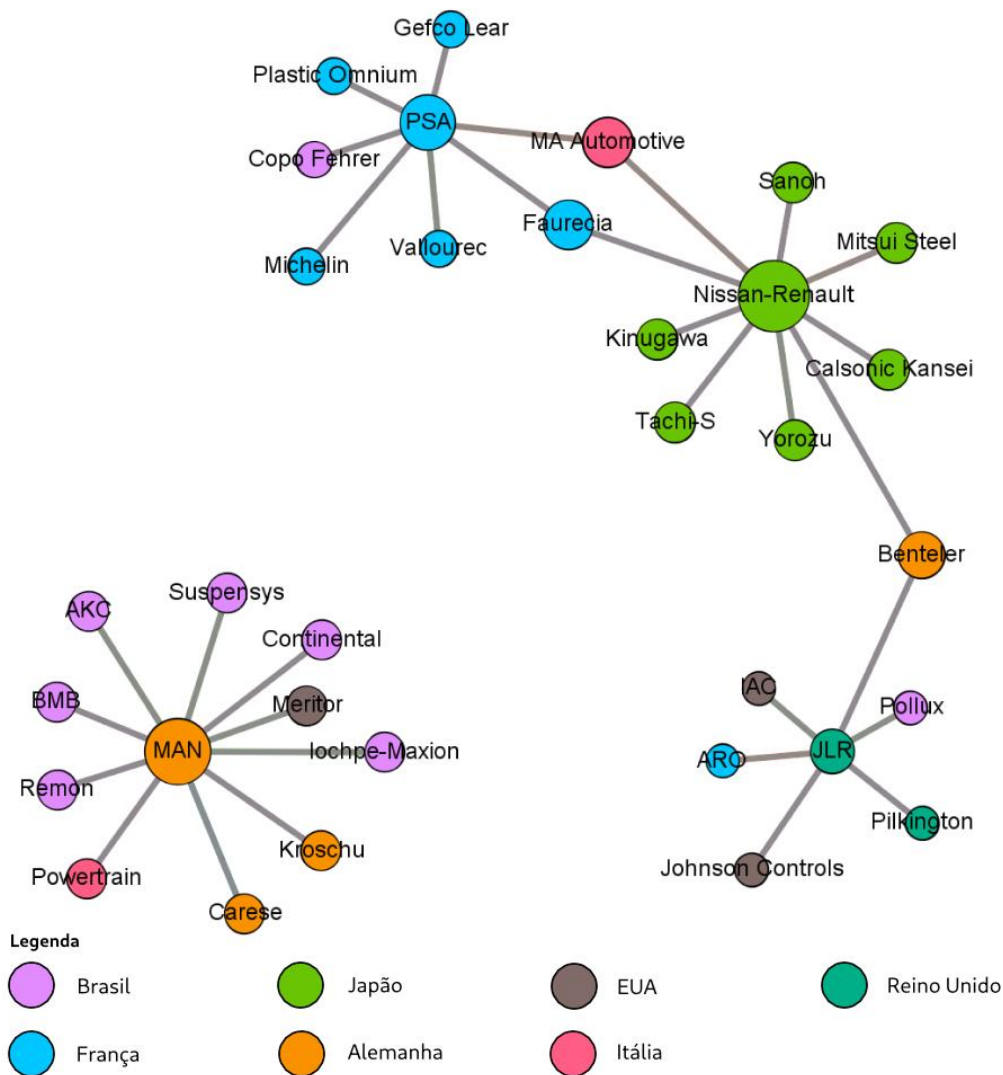 Gefco Lear
Plastic Omnium
PSA
MA Automotive
Copo Fehrer
Sanoh
Faurecia
Mitsui Steel
Vallourec
Michelin
Nissan-Renault
Kinugawa
Calsonic Kansei
Tachi-S
Yorozu
Benteler
Suspensys
AKC
Continental
IAC
BMB
Meritor
Pollux
MAN
Iochpe-Maxion
JLR
ARO
Remon
Pilkington
Kroschu
Johnson Controls
Powertrain
Carese
Legenda
Brasil
Japão
EUA
Reino Unido
França
Alemanha
Itália